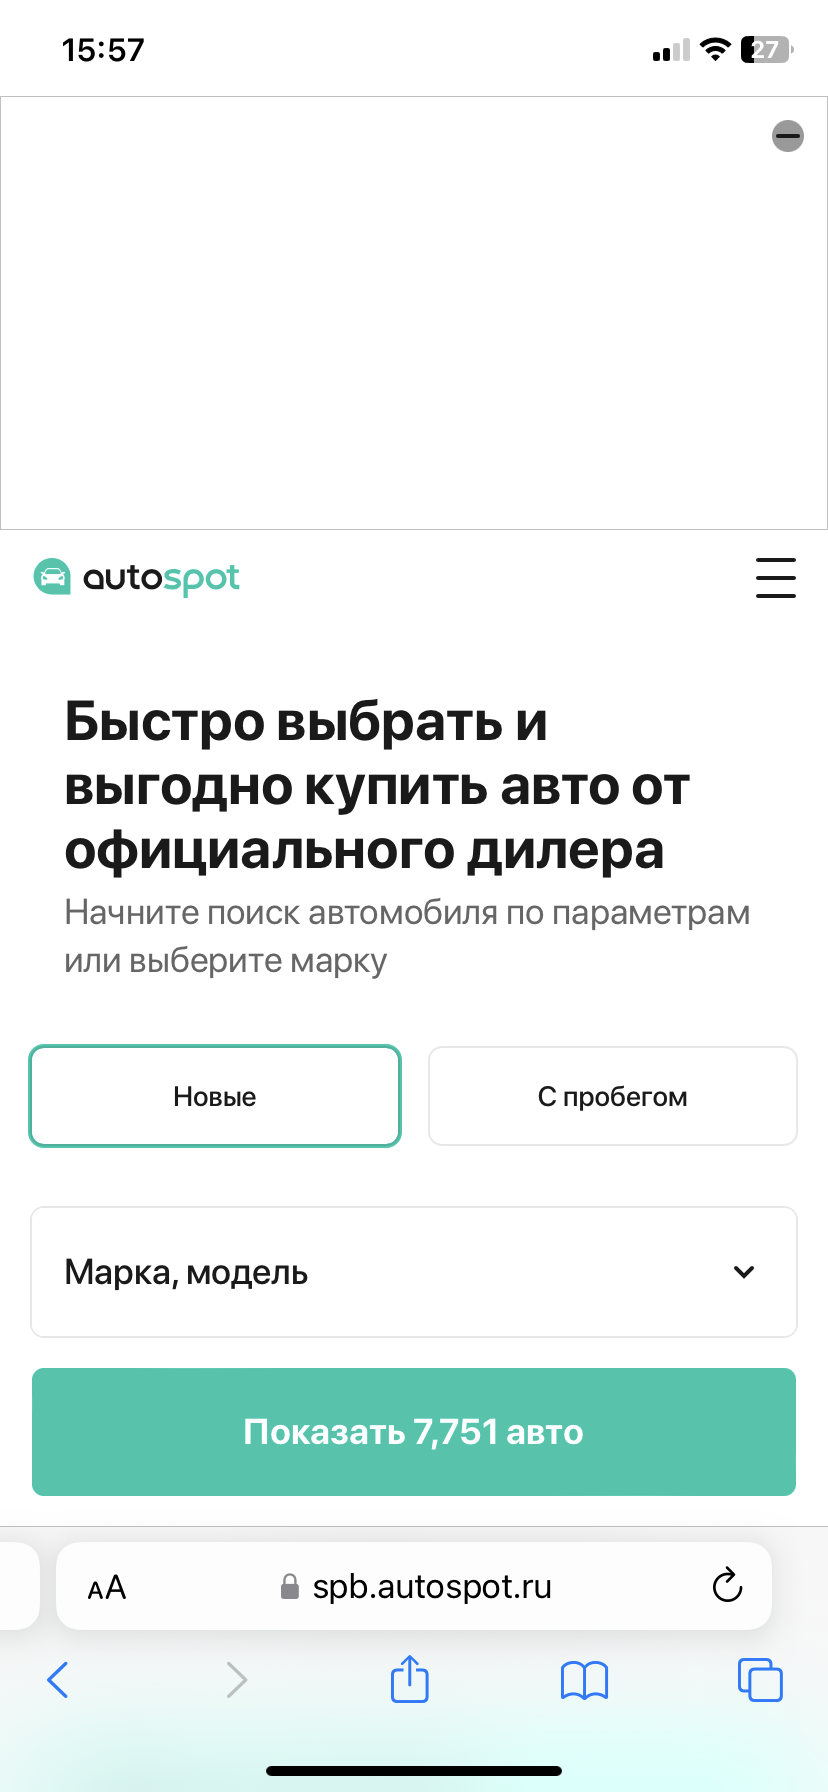 15:57
27
autospot
Быстро выбрать и
выгодно купить авто от
официального дилера
Начните поиск автомобиля по параметрам
или выберите марку
Новые
С пробегом
Марка, модель
Показать 7,751 авто
AA
spb.autospot.ru